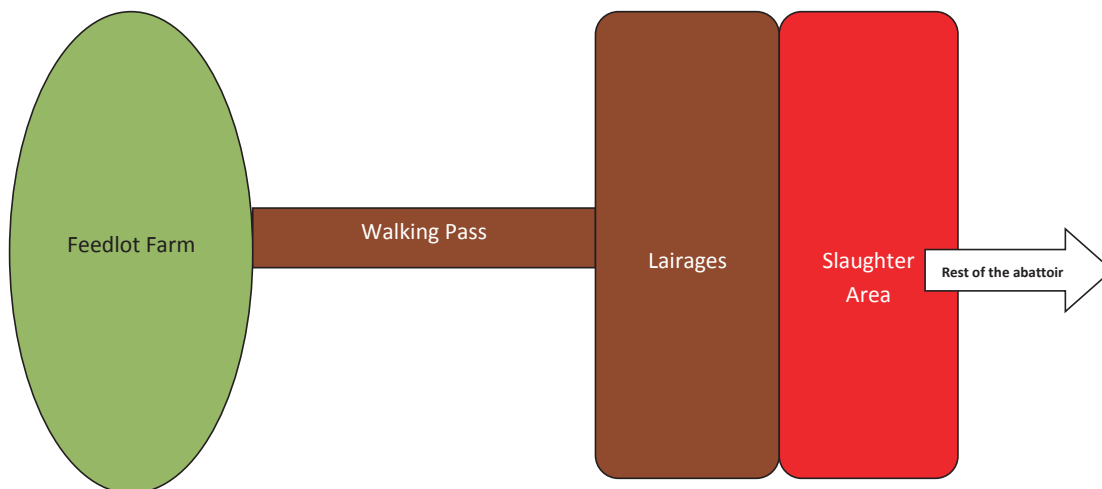 Feedlot Farm
Walking Pass
Lairages
Slaughter
Area
Rest of the abattoir